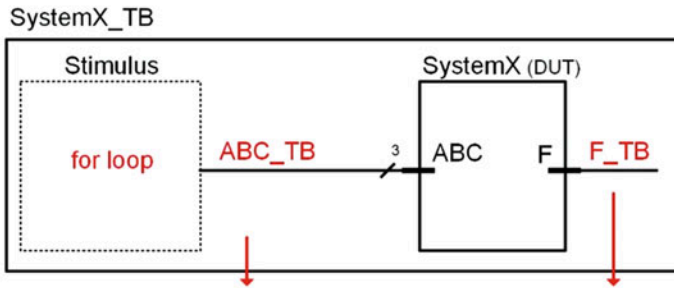 SystemX_TB
Stimulus
SystemX (DUT)
for loop
ABC_TB
3
ABC
F
F_TB